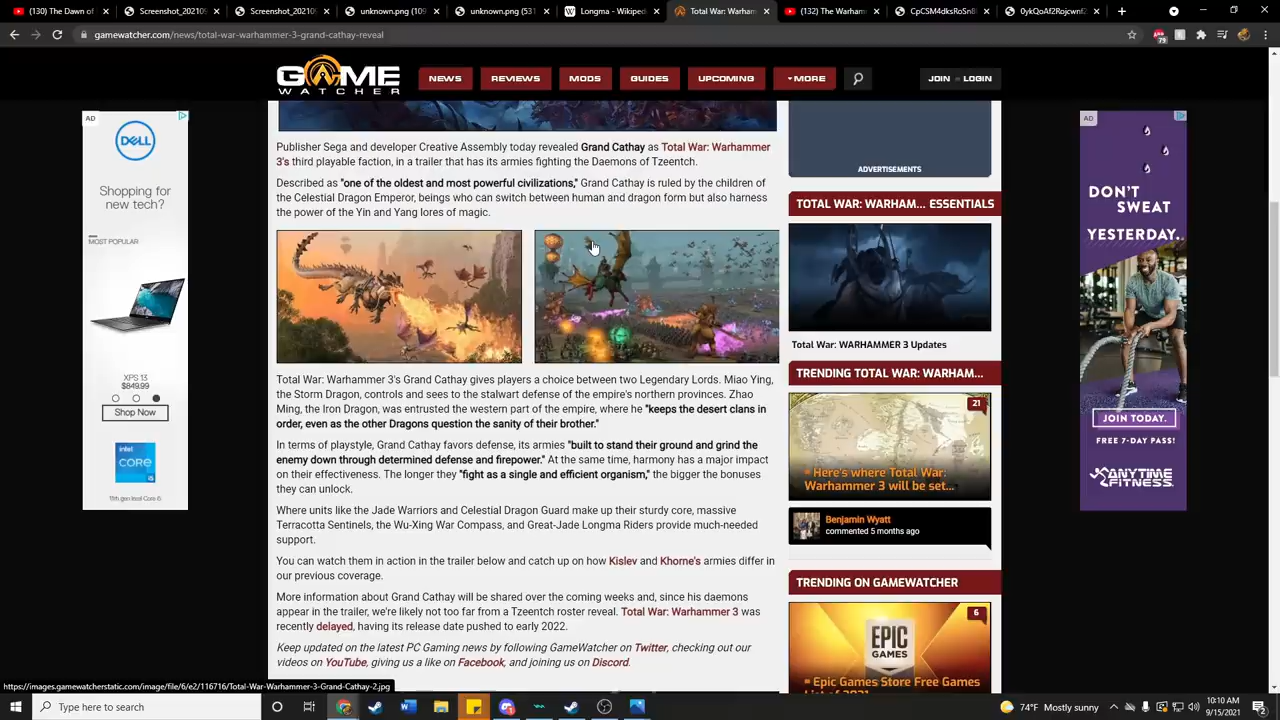 (130) The Dawn of
Screenshot_20210
Screenshot_20210
unknown.png (109
unknown.png (531
Longma - Wikiped
Total War: Warham
(132) The Warham
CpCSM4dksRoSn8
0ykQoAf2Rojcwnf2
gamewatcher.com/news/total-war-warhammer-3-grand-cathay-reveal
79
GAME
WATCHER
NEWS
REVIEWS
MODS
GUIDES
UPCOMING
MORE
JOIN
LOGIN
AD
DELL
Shopping for
new tech?
MOST POPULAR
XPS 13
$849.99
Shop Now
intel
CORE
i5
11th gen Intel Core i5
Publisher Sega and developer Creative Assembly today revealed Grand Cathay as Total War: Warhammer
3's third playable faction, in a trailer that has its armies fighting the Daemons of Tzeentch.
Described as "one of the oldest and most powerful civilizations," Grand Cathay is ruled by the children of
the Celestial Dragon Emperor, beings who can switch between human and dragon form but also harness
the power of the Yin and Yang lores of magic.
Total War: Warhammer 3's Grand Cathay gives players a choice between two Legendary Lords. Miao Ying,
the Storm Dragon, controls and sees to the stalwart defense of the empire's northern provinces. Zhao
Ming, the Iron Dragon, was entrusted the western part of the empire, where he "keeps the desert clans in
order, even as the other Dragons question the sanity of their brother."
In terms of playstyle, Grand Cathay favors defense, its armies "built to stand their ground and grind the
enemy down through determined defense and firepower." At the same time, harmony has a major impact
on their effectiveness. The longer they "fight as a single and efficient organism," the bigger the bonuses
they can unlock.
Where units like the Jade Warriors and Celestial Dragon Guard make up their sturdy core, massive
Terracotta Sentinels, the Wu-Xing War Compass, and Great-Jade Longma Riders provide much-needed
support.
You can watch them in action in the trailer below and catch up on how Kislev and Khorne's armies differ in
our previous coverage.
More information about Grand Cathay will be shared over the coming weeks and, since his daemons
appear in the trailer, we're likely not too far from a Tzeentch roster reveal. Total War: Warhammer 3 was
recently delayed, having its release date pushed to early 2022.
Keep updated on the latest PC Gaming news by following GameWatcher on Twitter, checking out our
videos on YouTube, giving us a like on Facebook, and joining us on Discord.
ADVERTISEMENTS
TOTAL WAR: WARHAM... ESSENTIALS
Total War: WARHAMMER 3 Updates
TRENDING TOTAL WAR: WARHAM...
21
Here's where Total War:
Warhammer 3 will be set...
Benjamin Wyatt
commented 5 months ago
TRENDING ON GAMEWATCHER
6
EPIC
GAMES
Epic Games Store Free Games
List of 2021
AD
DON'T
SWEAT
YESTERDAY.
JOIN TODAY.
FREE 7-DAY PASS!
ANYTIME
FITNESS
https://images.gamewatcherstatic.com/image/file/6/e2/116716/Total-War-Warhammer-3-Grand-Cathay-2.jpg
Type here to search
74°F Mostly sunny
10:10 AM
9/15/2021
2